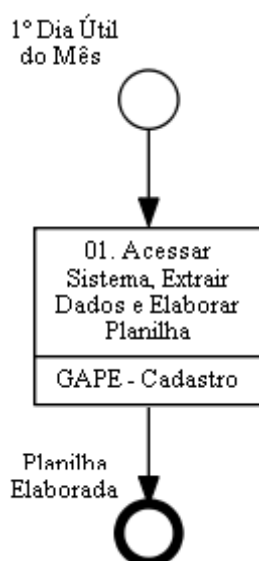 1º Dia Útil
do Mês
01. Acessar
Sistema, Extrair
Dados e Elaborar
Planilha
GAPE - Cadastro
Planilha
Elaborada